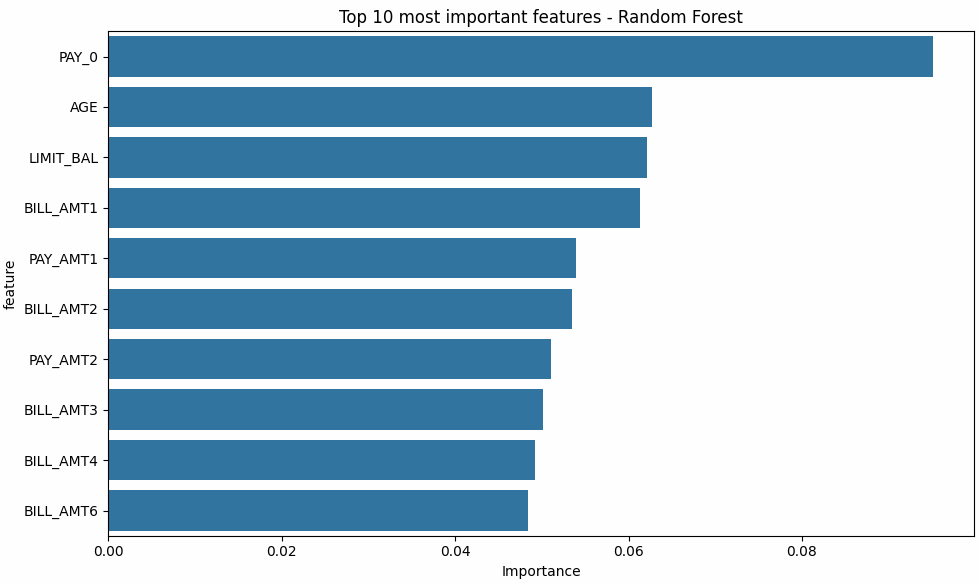 Top 10 most important features - Random Forest
PAY_0
AGE
LIMIT_BAL
BILL_AMT1
PAY_AMT1
BILL_AMT2
PAY_AMT2
BILL_AMT3
BILL_AMT4
BILL_AMT6
feature
0.00 0.02 0.04 0.06 0.08
Importance